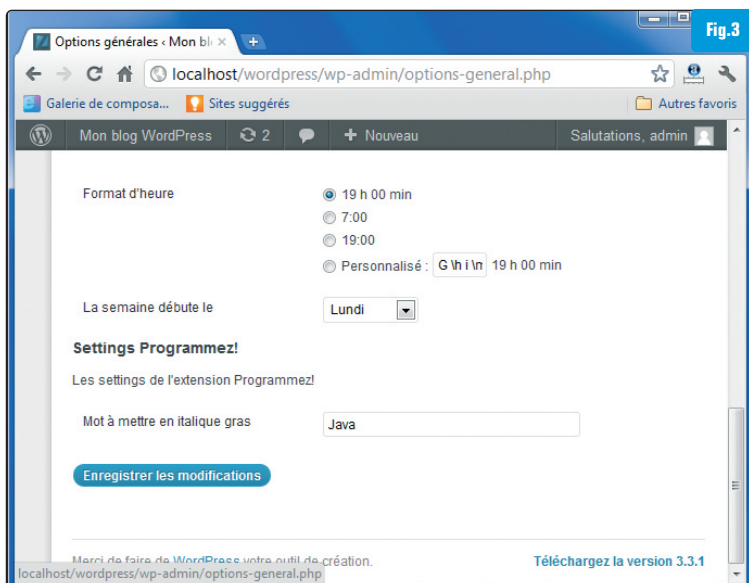 Fig.3
Options générales ‹ Mon bl
localhost/wordpress/wp-admin/options-general.php
Galerie de composa... Sites suggérés Autres favoris
Mon blog WordPress 2 Nouveau Salutations, admin
Format d'heure
19 h 00 min
7:00
19:00
Personnalisé : G \h i \m 19 h 00 min
La semaine débute le Lundi
Settings Programmez!
Les settings de l'extension Programmez!
Mot à mettre en italique gras Java
Enregistrer les modifications
Merci de faire de WordPress votre outil de création. Téléchargez la version 3.3.1
localhost/wordpress/wp-admin/options-general.php